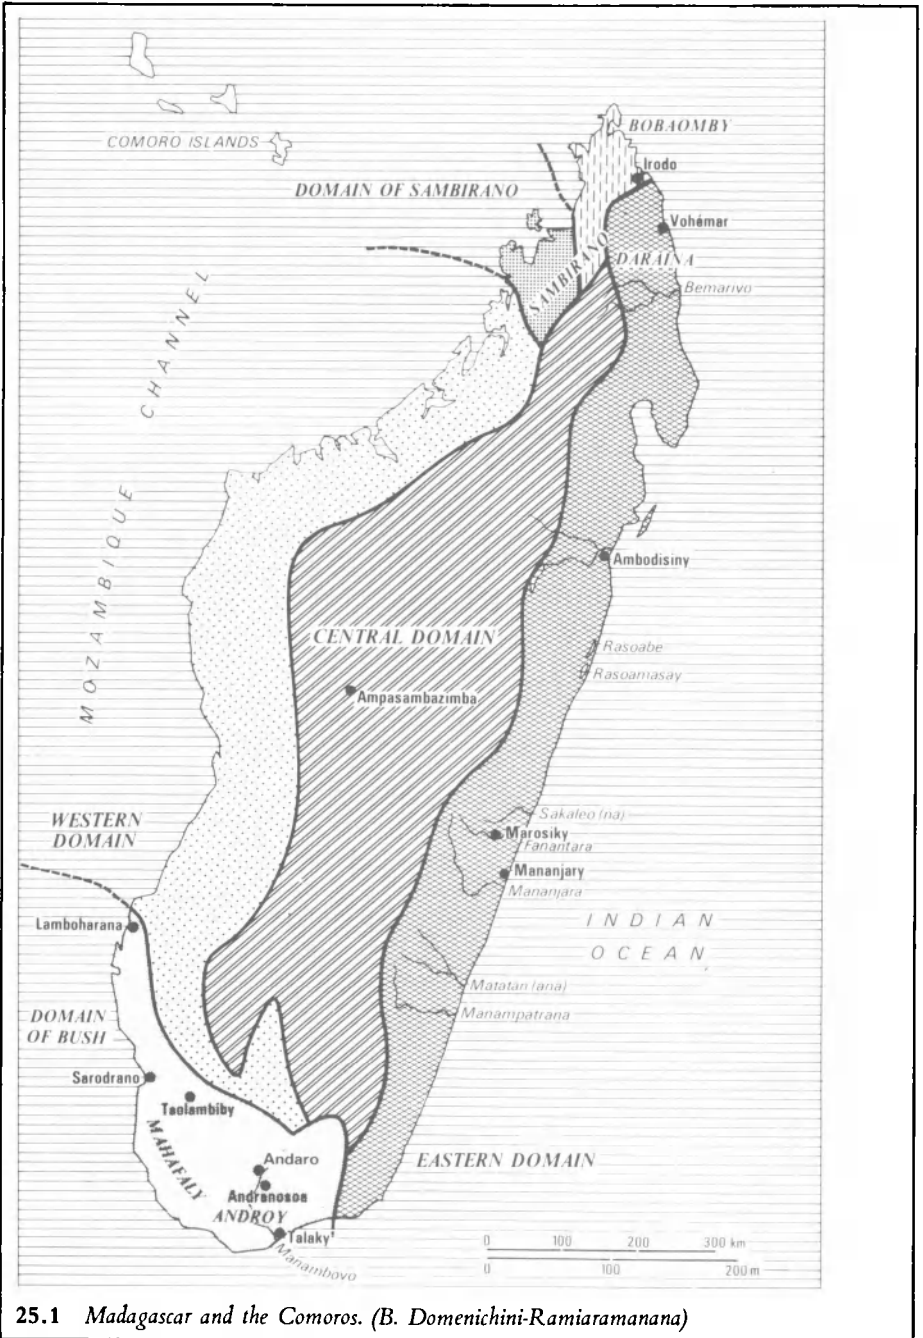 COMORO ISLANDS
BOBAOMBY
Irodo
DOMAIN OF SAMBIRANO
Vohémar
SAMBIRANO
DARAINA
Bemarivo
MOZAMBIQUE CHANNEL
Ambodisiny
CENTRAL DOMAIN
Rasoabe
Rasoamasay
Ampasambazimba
WESTERN
DOMAIN
Sakaleo (na)
Marosiky
Fanantara
Mananjary
Mananjara
Lamboharana
INDIAN
OCEAN
Matatan (ana)
Manampatrana
DOMAIN
OF BUSH
Sarodrano
Taolambiby
MAHAFALY
Andaro
EASTERN DOMAIN
Andranosoa
ANDROY
Talaky
Manambovo
0 100 200 300 km
0 100 200 m
25.1 Madagascar and the Comoros. (B. Domenichini-Ramiaramanana)